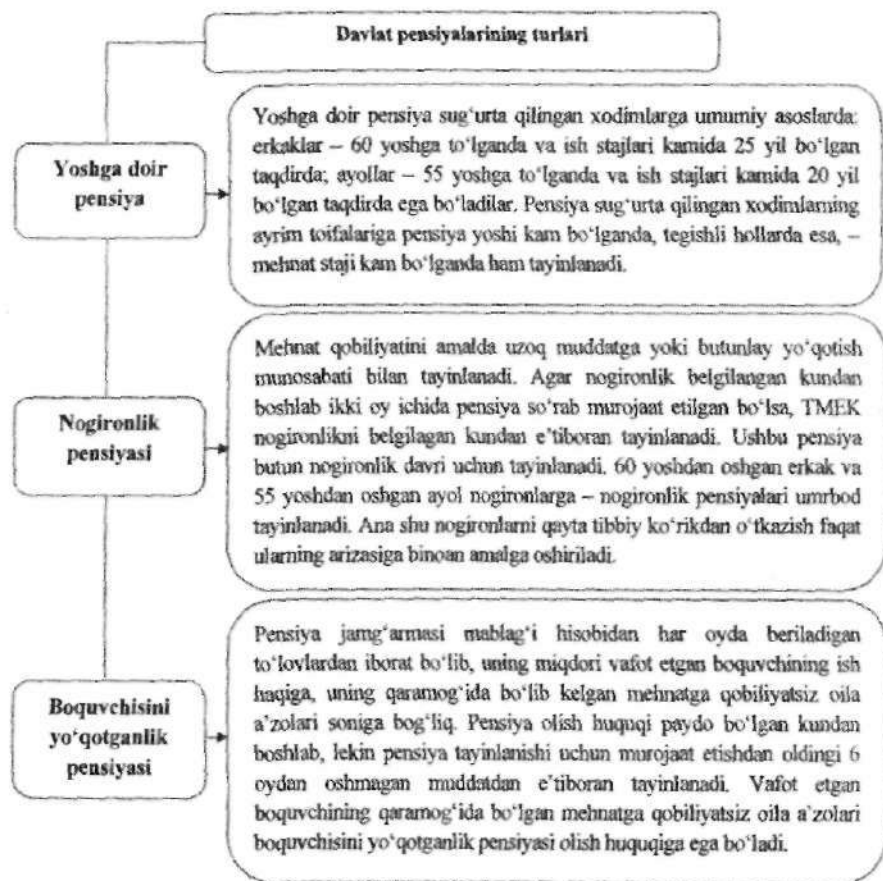 Davlat pensiyalarining turlari
Yoshga doir
pensiya
Yoshga doir pensiya sug‘urta qilingan xodimlarga umumiy asoslarda:
erkaklar – 60 yoshga to‘lganda va ish stajlari kamida 25 yil bo‘lgan
taqdirda; ayollar – 55 yoshga to‘lganda va ish stajlari kamida 20 yil
bo‘lgan taqdirda ega bo‘ladilar. Pensiya sug‘urta qilingan xodimlarning
ayrim toifalariga pensiya yoshi kam bo‘lganda, tegishli hollarda esa, –
mehnat staji kam bo‘lganda ham tayinlanadi.
Nogironlik
pensiyasi
Mehnat qobiliyatini amalda uzoq muddatga yoki butunlay yo‘qotish
munosabati bilan tayinlanadi. Agar nogironlik belgilangan kundan
boshlab ikki oy ichida pensiya so‘rab murojaat etilgan bo‘lsa, TMEK
nogironlikni belgilagan kundan e’tiboran tayinlanadi. Ushbu pensiya
butun nogironlik davri uchun tayinlanadi. 60 yoshdan oshgan erkak va
55 yoshdan oshgan ayol nogironlarga – nogironlik pensiyalari umrbod
tayinlanadi. Ana shu nogironlarni qayta tibbiy ko‘rikdan o‘tkazish faqat
ularning arizasiga binoan amalga oshiriladi.
Boquvchisini
yo‘qotganlik
pensiyasi
Pensiya jamg‘armasi mablag‘i hisobidan har oyda beriladigan
to‘lovlardan iborat bo‘lib, uning miqdori vafot etgan boquvchining ish
haqiga, uning qaramog‘ida bo‘lib kelgan mehnatga qobiliyatsiz oila
a’zolari soniga bog‘liq. Pensiya olish huquqi paydo bo‘lgan kundan
boshlab, lekin pensiya tayinlanishi uchun murojaat etishdan oldingi 6
oydan oshmagan muddatdan e’tiboran tayinlanadi. Vafot etgan
boquvchining qaramog‘ida bo‘lgan mehnatga qobiliyatsiz oila a’zolari
boquvchisini yo‘qotganlik pensiyasi olish huquqiga ega bo‘ladi.